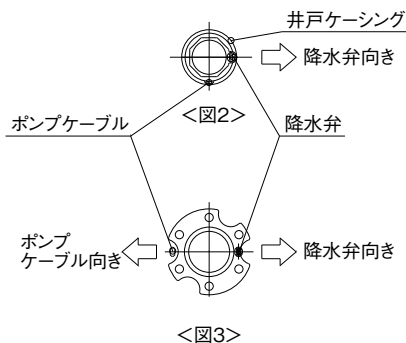 井戸ケーシング
降水弁向き
<図2>
ポンプケーブル
降水弁
ポンプ
ケーブル向き
降水弁向き
<図3>